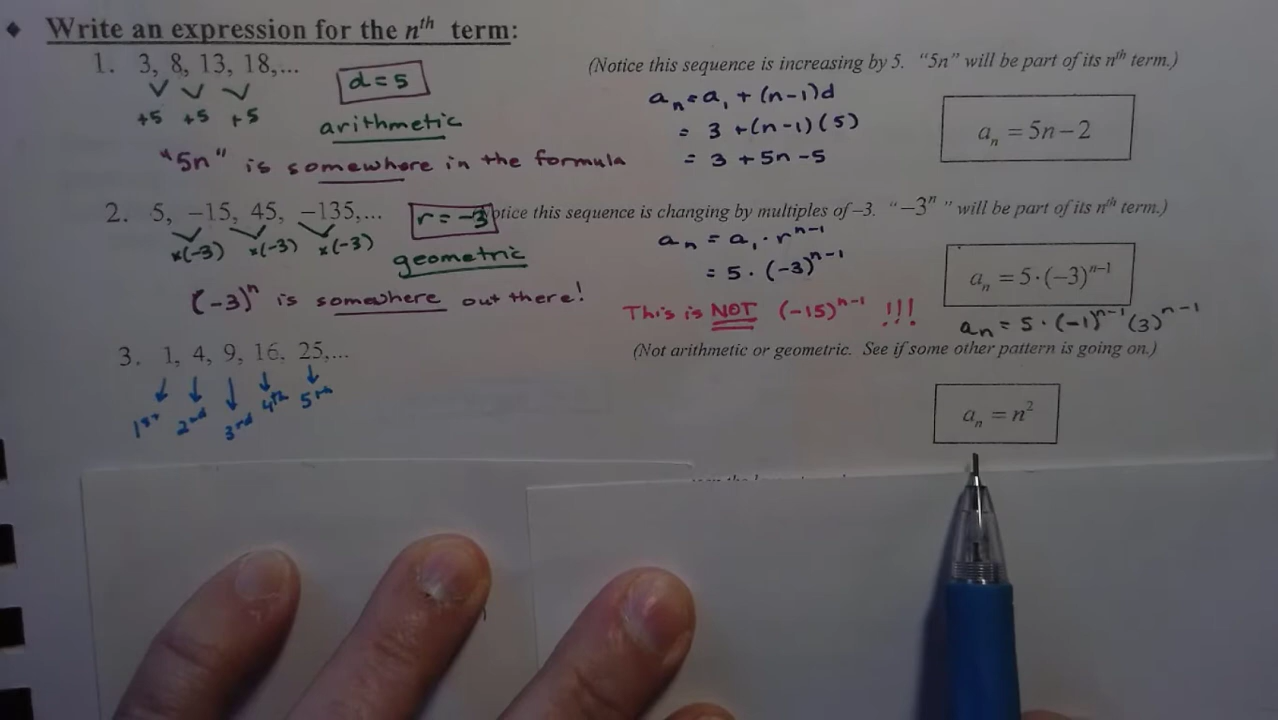 ◆ Write an expression for the nᵗʰ term:
1. 3, 8, 13, 18,...
d = 5
(Notice this sequence is increasing by 5. "5n" will be part of its nᵗʰ term.)
+5 +5 +5
arithmetic
aₙ = a₁ + (n-1)d
= 3 + (n-1)(5)
= 3 + 5n - 5
aₙ = 5n - 2
"5n" is somewhere in the formula
2. 5, -15, 45, -135,...
r = -3
otice this sequence is changing by multiples of -3. "-3ⁿ" will be part of its nᵗʰ term.)
×(-3) ×(-3) ×(-3)
geometric
aₙ = a₁ · rⁿ⁻¹
= 5 · (-3)ⁿ⁻¹
aₙ = 5·(-3)ⁿ⁻¹
(-3)ⁿ is somewhere out there!
This is NOT (-15)ⁿ⁻¹ !!!
aₙ = 5 · (-1)ⁿ⁻¹ (3)ⁿ⁻¹
3. 1, 4, 9, 16, 25,...
(Not arithmetic or geometric. See if some other pattern is going on.)
1st 2nd 3rd 4th 5th
aₙ = n²